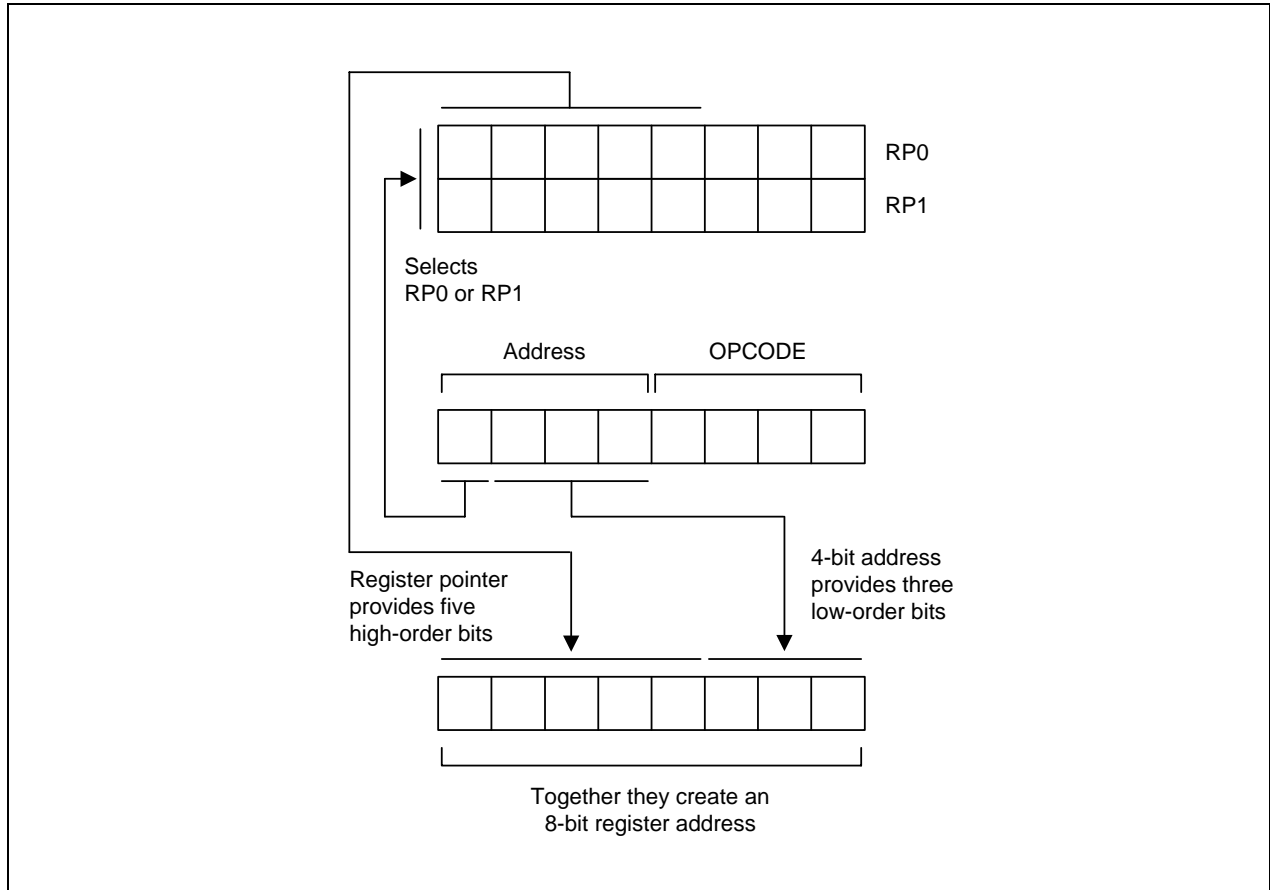 RP0
RP1
Selects
RP0 or RP1
Address
OPCODE
Register pointer
provides five
high-order bits
4-bit address
provides three
low-order bits
Together they create an
8-bit register address